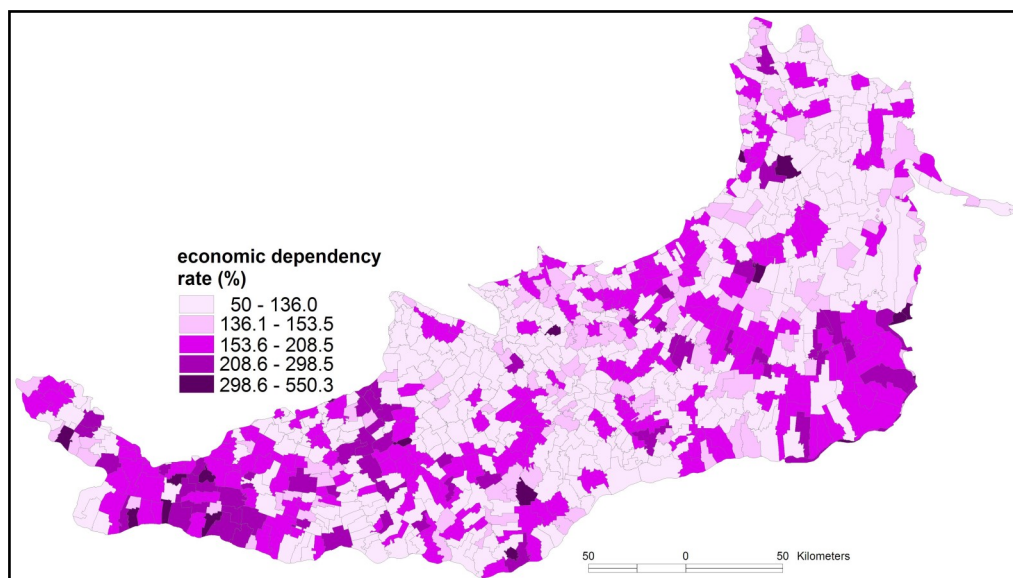 economic dependency
rate (%)
50 - 136.0
136.1 - 153.5
153.6 - 208.5
208.6 - 298.5
298.6 - 550.3
50 0 50 Kilometers